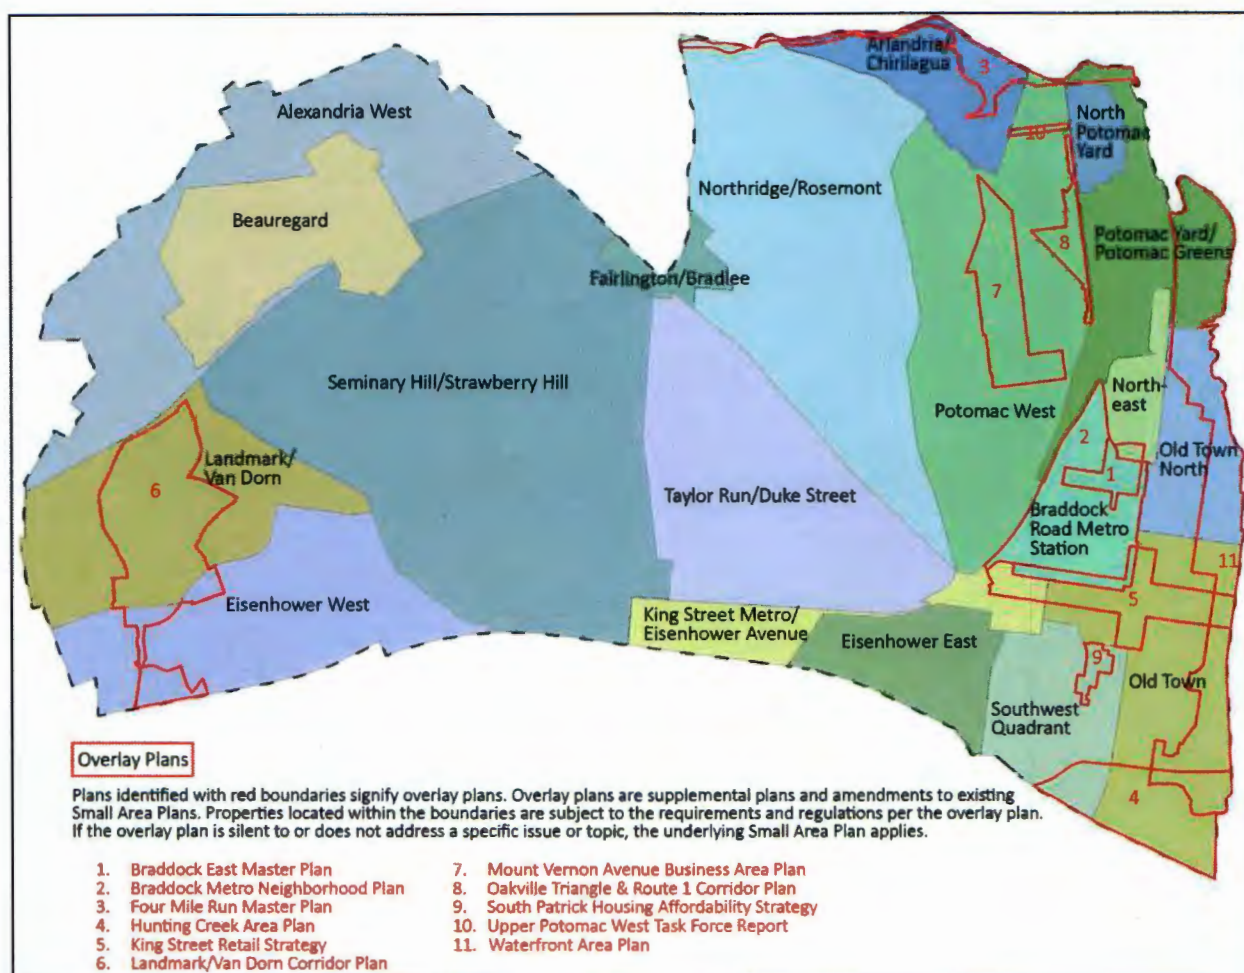 Arlandria/
Chirilagua
3
Alexandria West
North
Potomac
Yard
10
Northridge/Rosemont
Beauregard
Potomac Yard/
Potomac Greens
8
Fairlington/Bradlee
7
Seminary Hill/Strawberry Hill
North-
east
Potomac West
2
Old Town
North
Landmark/
Van Dorn
1
6
Taylor Run/Duke Street
Braddock
Road Metro
Station
11
5
Eisenhower West
King Street Metro/
Eisenhower Avenue
Eisenhower East
9
Old Town
Southwest
Quadrant
4
Overlay Plans
Plans identified with red boundaries signify overlay plans. Overlay plans are supplemental plans and amendments to existing
Small Area Plans. Properties located within the boundaries are subject to the requirements and regulations per the overlay plan.
If the overlay plan is silent to or does not address a specific issue or topic, the underlying Small Area Plan applies.
1. Braddock East Master Plan
2. Braddock Metro Neighborhood Plan
3. Four Mile Run Master Plan
4. Hunting Creek Area Plan
5. King Street Retail Strategy
6. Landmark/Van Dorn Corridor Plan
7. Mount Vernon Avenue Business Area Plan
8. Oakville Triangle & Route 1 Corridor Plan
9. South Patrick Housing Affordability Strategy
10. Upper Potomac West Task Force Report
11. Waterfront Area Plan